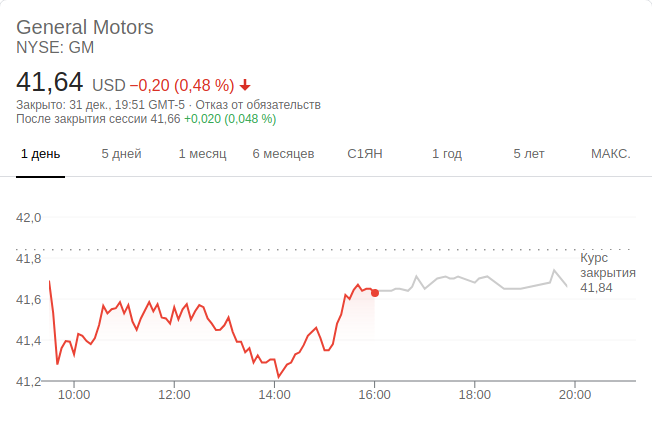 General Motors
NYSE: GM
41,64 USD −0,20 (0,48 %)
Закрыто: 31 дек., 19:51 GMT-5 · Отказ от обязательств
После закрытия сессии 41,66 +0,020 (0,048 %)
1 день 5 дней 1 месяц 6 месяцев С1ЯН 1 год 5 лет МАКС.
42,0
41,8
41,6
41,4
41,2
Курс
закрытия
41,84
10:00 12:00 14:00 16:00 18:00 20:00